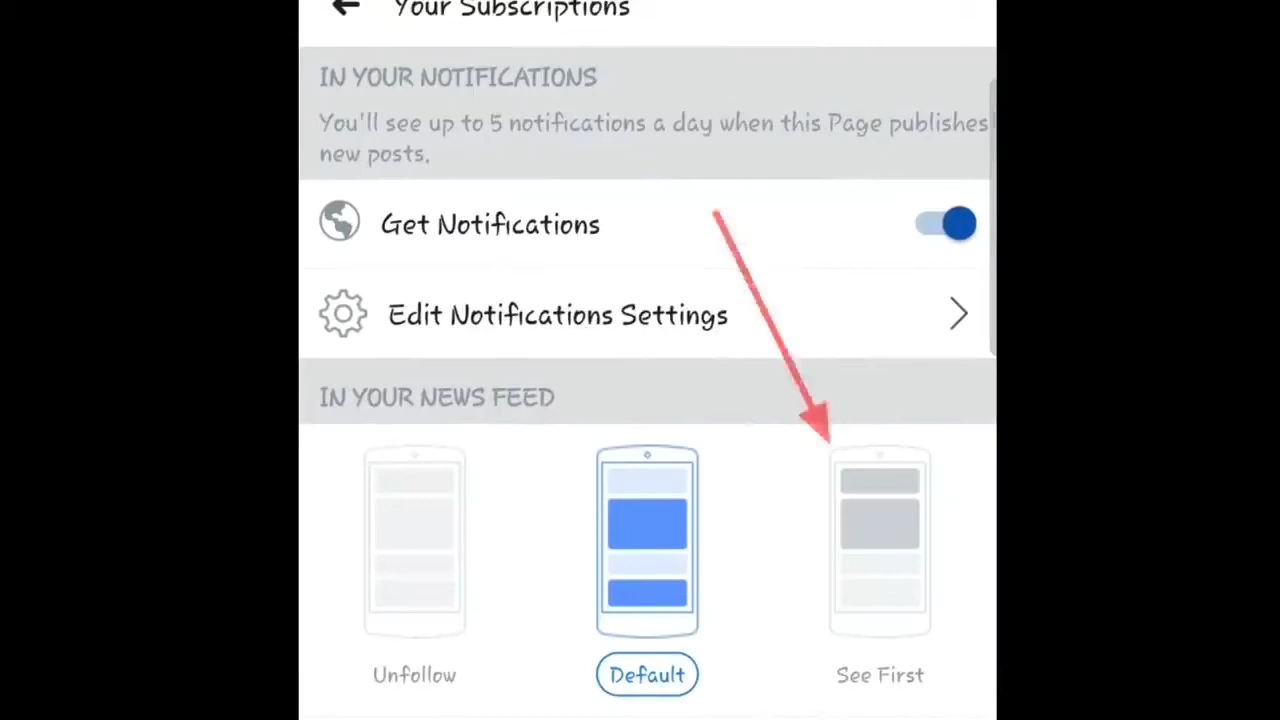 Your Subscriptions
IN YOUR NOTIFICATIONS
You'll see up to 5 notifications a day when this Page publishes
new posts.
Get Notifications
Edit Notifications Settings
IN YOUR NEWS FEED
Unfollow
Default
See First